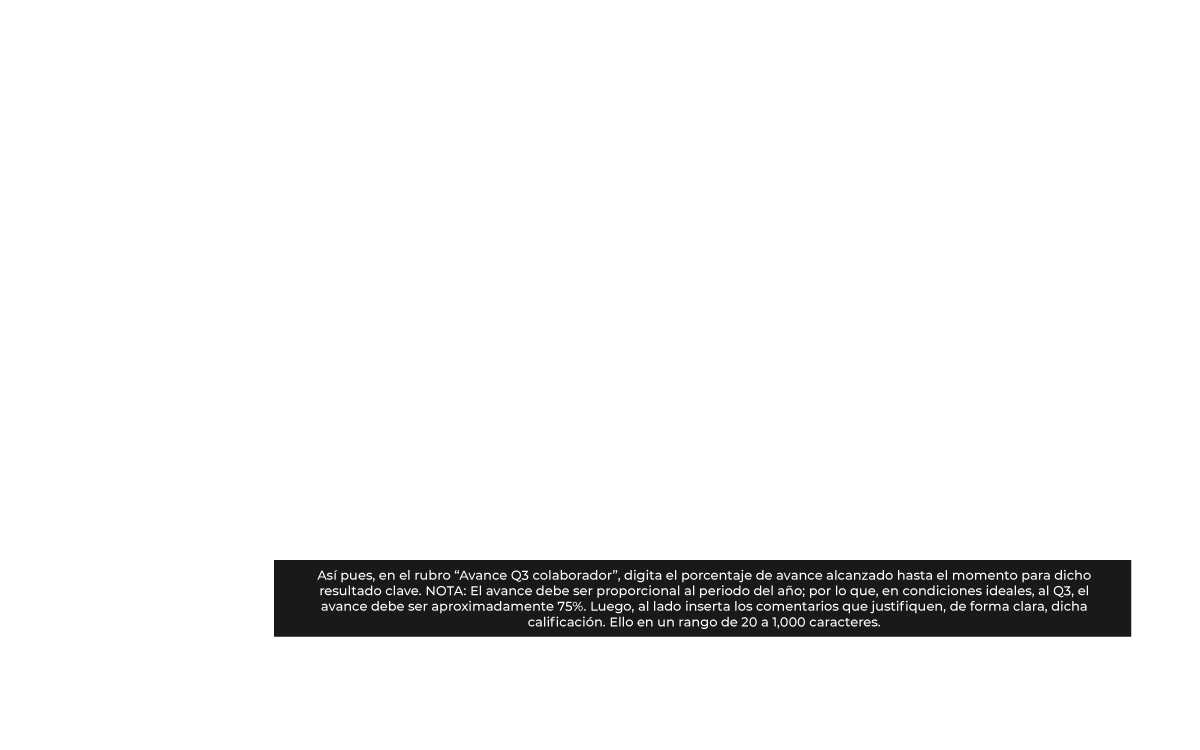 Así pues, en el rubro “Avance Q3 colaborador”, digita el porcentaje de avance alcanzado hasta el momento para dicho
resultado clave. NOTA: El avance debe ser proporcional al periodo del año; por lo que, en condiciones ideales, al Q3, el
avance debe ser aproximadamente 75%. Luego, al lado inserta los comentarios que justifiquen, de forma clara, dicha
calificación. Ello en un rango de 20 a 1,000 caracteres.